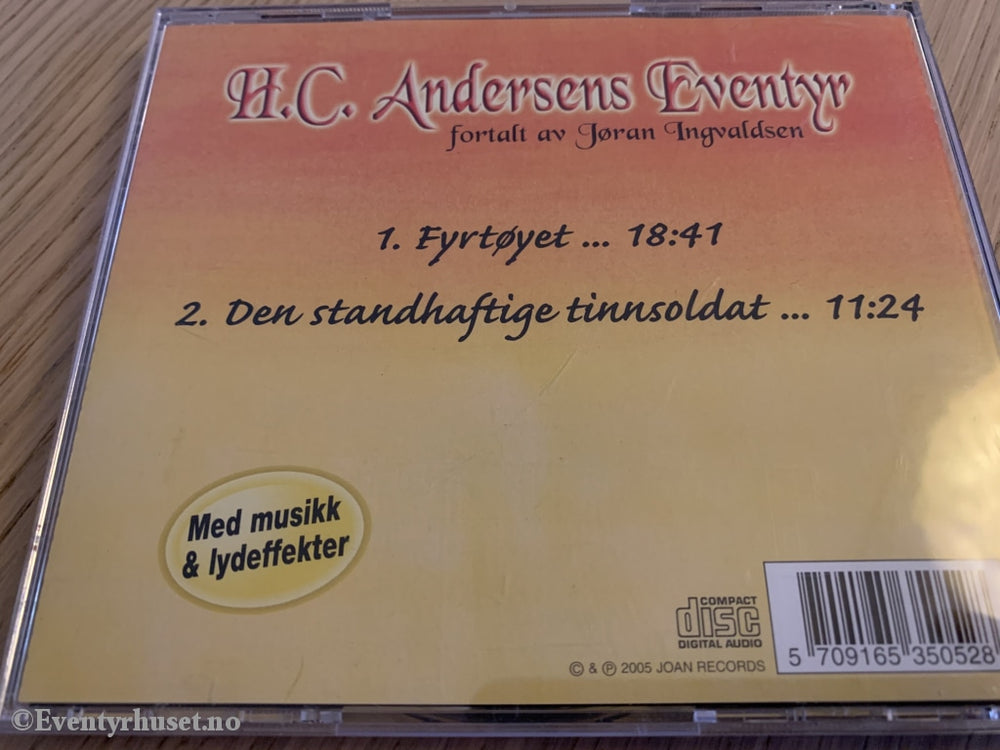 H.C. Andersens Eventyr
fortalt av Jøran Ingvaldsen
1. Fyrtøyet ... 18:41
2. Den standhaftige tinnsoldat ... 11:24
Med musikk
& lydeffekter
COMPACT
disc
DIGITAL AUDIO
© & ℗ 2005 JOAN RECORDS
5 709165 350528
©Eventyrhuset.no